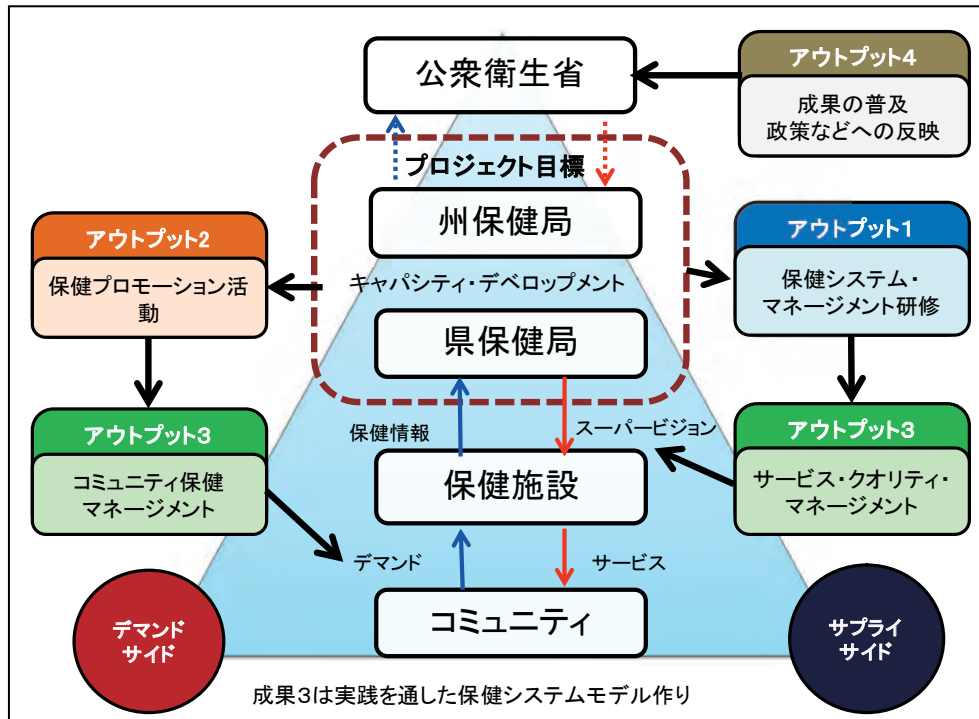 公衆衛生省
アウトプット4
成果の普及
政策などへの反映
プロジェクト目標
州保健局
アウトプット2
保健プロモーション活
動
キャパシティ・デベロップメント
アウトプット1
保健システム・
マネージメント研修
県保健局
アウトプット3
コミュニティ保健
マネージメント
保健情報
スーパービジョン
アウトプット3
サービス・クオリティ・
マネージメント
保健施設
デマンド
サービス
コミュニティ
デマンド
サイド
サプライ
サイド
成果3は実践を通した保健システムモデル作り